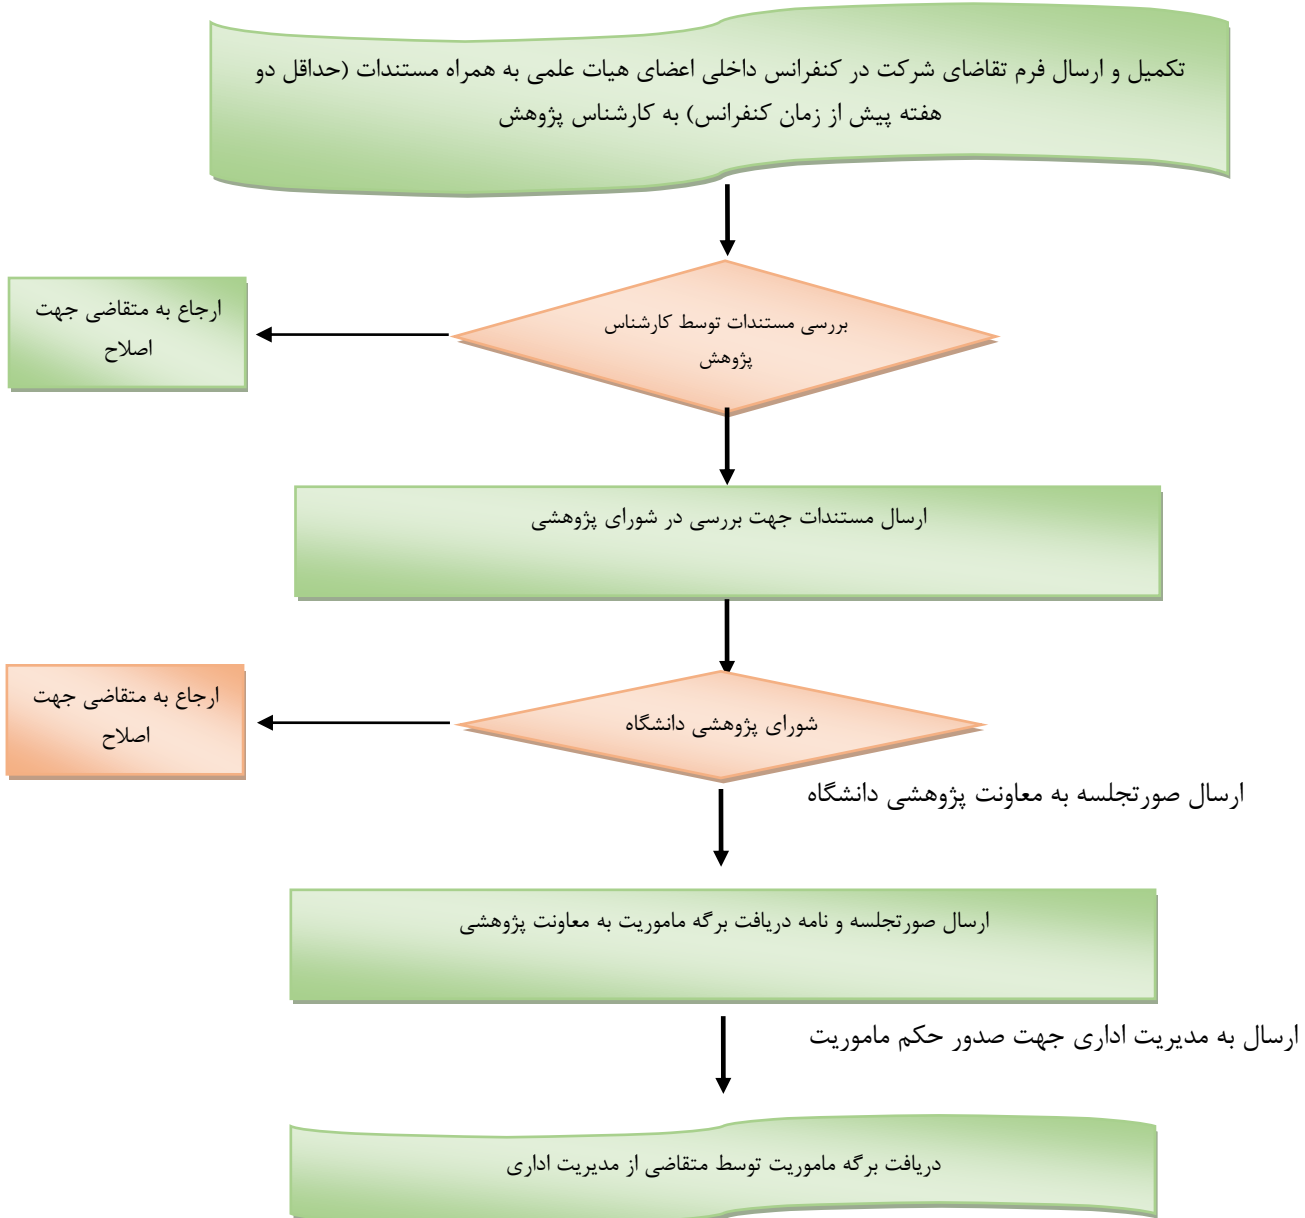 تکمیل و ارسال فرم تقاضای شرکت در کنفرانس داخلی اعضای هیات علمی به همراه مستندات (حداقل دو
هفته پیش از زمان کنفرانس) به کارشناس پژوهش
بررسی مستندات توسط کارشناس
پژوهش
ارجاع به متقاضی جهت
اصلاح
ارسال مستندات جهت بررسی در شورای پژوهشی
شورای پژوهشی دانشگاه
ارجاع به متقاضی جهت
اصلاح
ارسال صورتجلسه به معاونت پژوهشی دانشگاه
ارسال صورتجلسه و نامه دریافت برگه ماموریت به معاونت پژوهشی
ارسال به مدیریت اداری جهت صدور حکم ماموریت
دریافت برگه ماموریت توسط متقاضی از مدیریت اداری